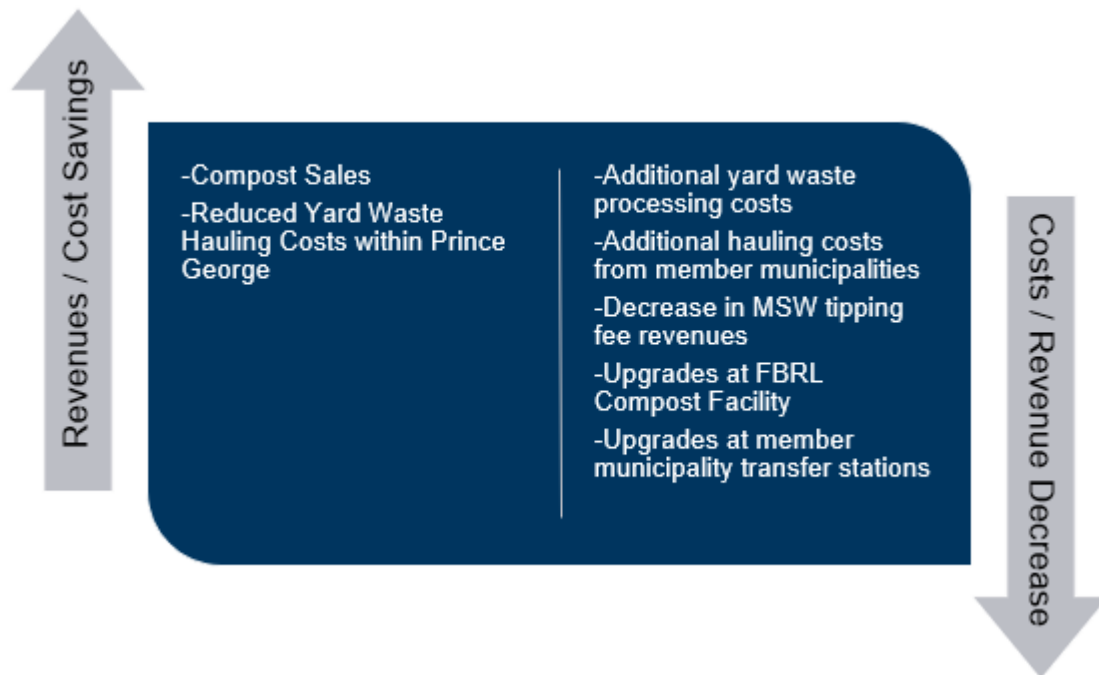 Revenues / Cost Savings
-Compost Sales
-Reduced Yard Waste
Hauling Costs within Prince
George
-Additional yard waste
processing costs
-Additional hauling costs
from member municipalities
-Decrease in MSW tipping
fee revenues
-Upgrades at FBRL
Compost Facility
-Upgrades at member
municipality transfer stations
Costs / Revenue Decrease